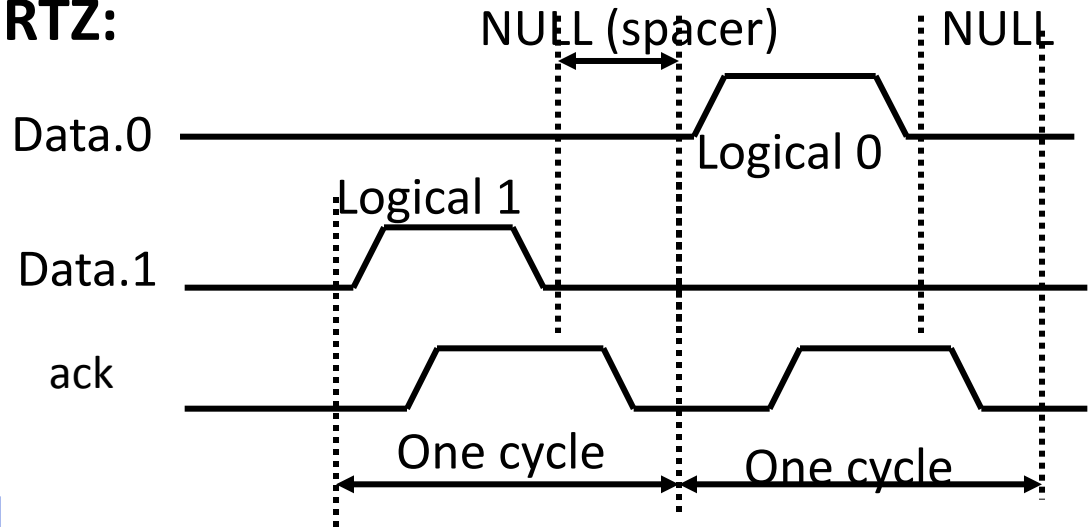 RTZ:
NULL (spacer)
NULL
Data.0
Logical 0
Logical 1
Data.1
ack
One cycle
One cycle